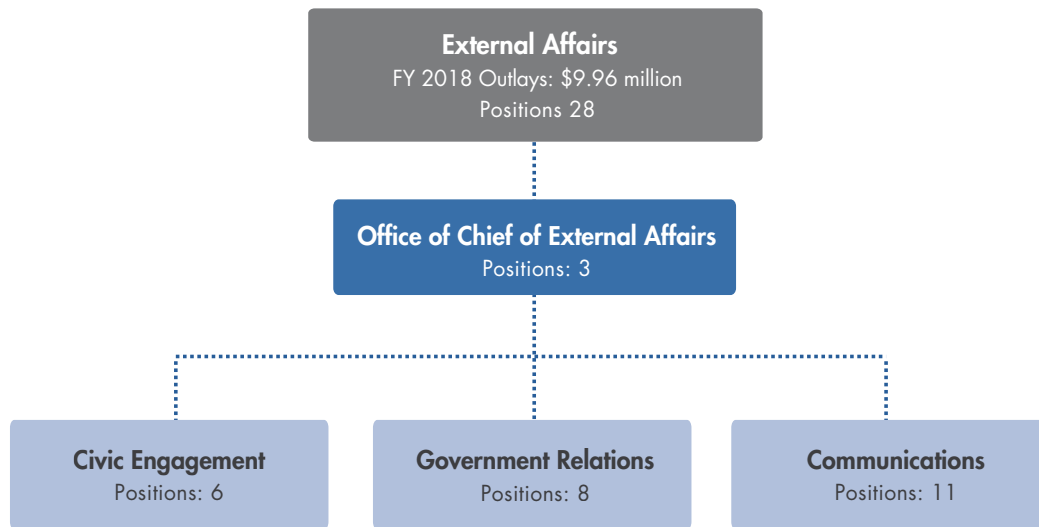 External Affairs
FY 2018 Outlays: $9.96 million
Positions 28
Office of Chief of External Affairs
Positions: 3
Civic Engagement
Positions: 6
Government Relations
Positions: 8
Communications
Positions: 11